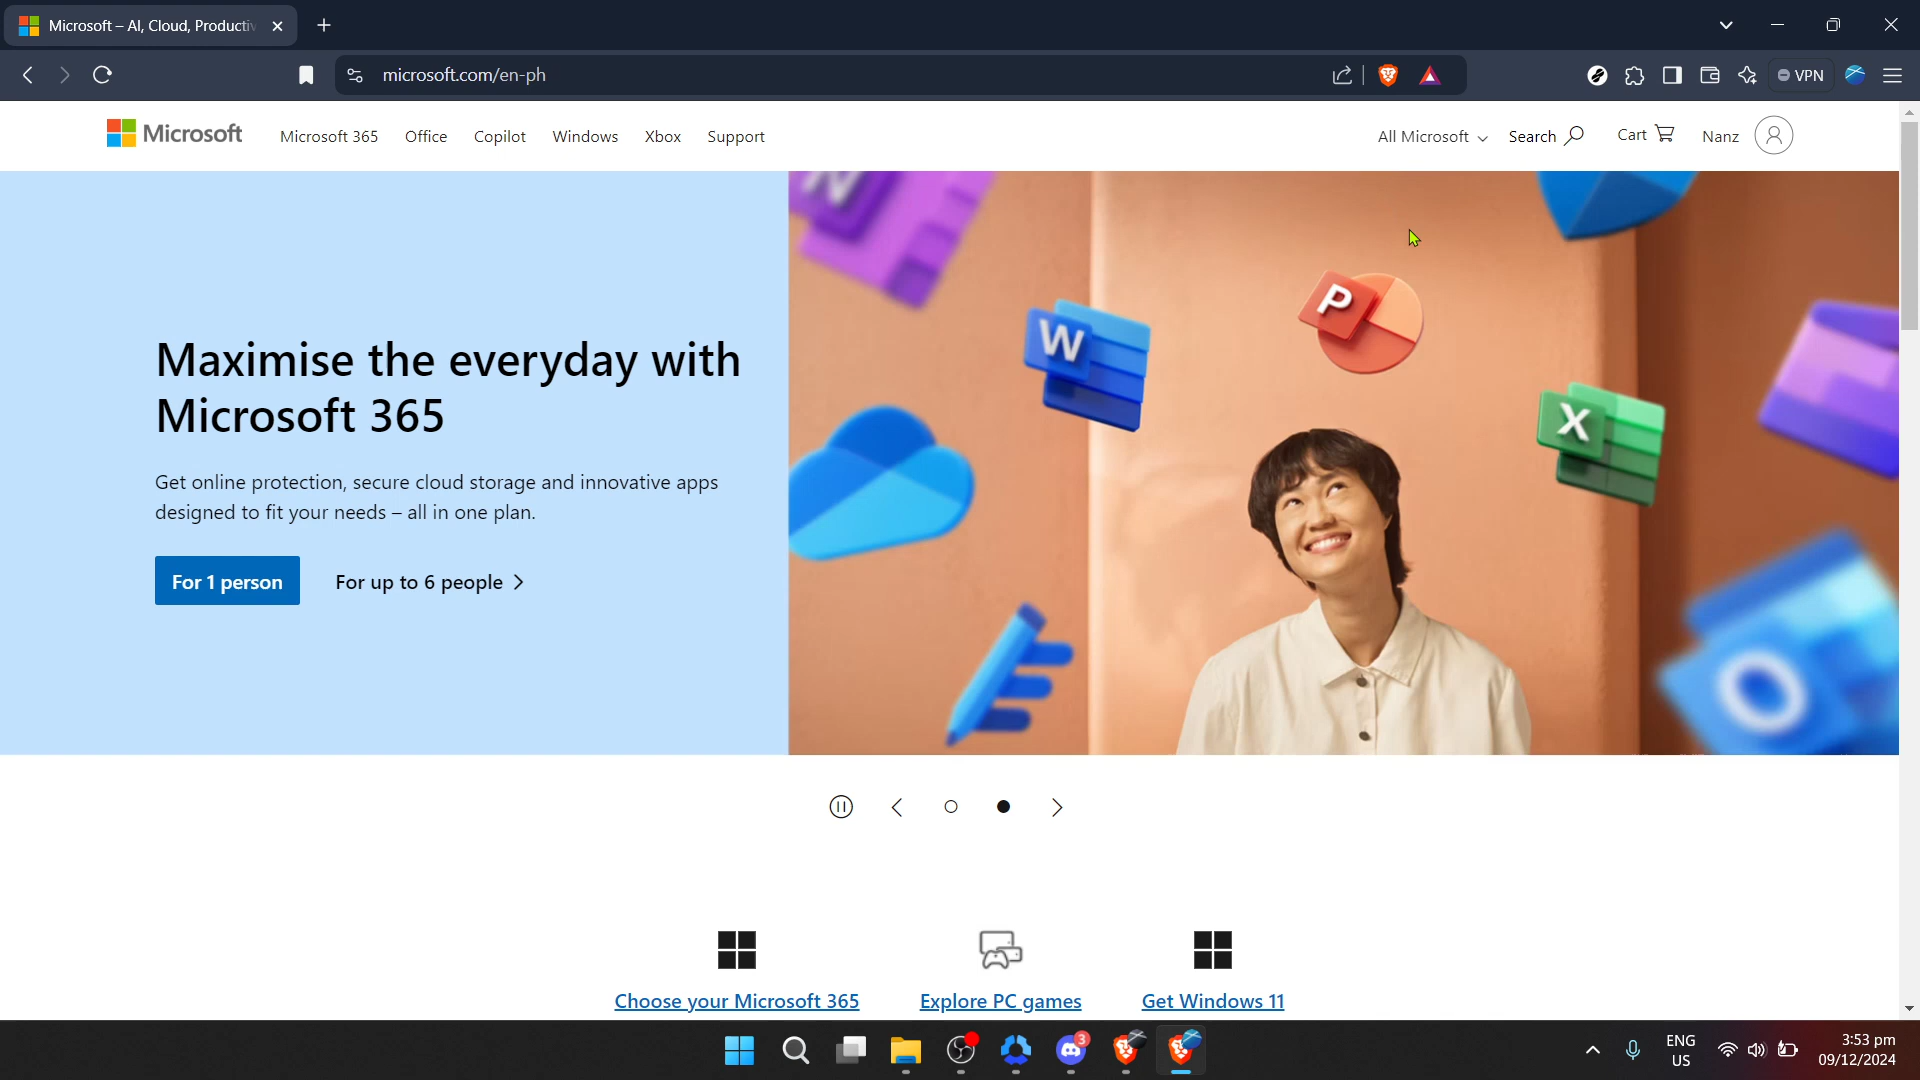 Microsoft – AI, Cloud, Producti
microsoft.com/en-ph
VPN
Microsoft
Microsoft 365
Office
Copilot
Windows
Xbox
Support
All Microsoft
Search
Cart
Nanz
N
W
P
X
O
Maximise the everyday with
Microsoft 365
Get online protection, secure cloud storage and innovative apps
designed to fit your needs – all in one plan.
For 1 person
For up to 6 people
Choose your Microsoft 365
Explore PC games
Get Windows 11
3
ENG
US
3:53 pm
09/12/2024